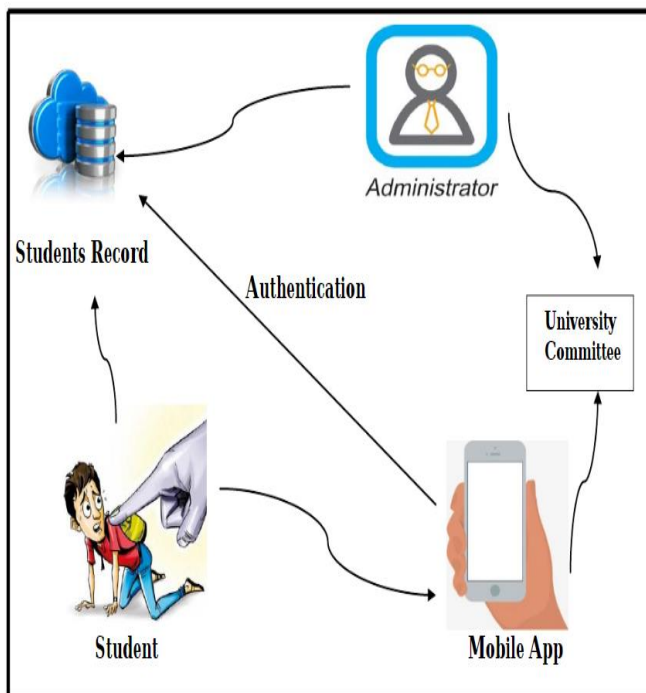 Administrator
Students Record
Authentication
University
Committee
Student
Mobile App